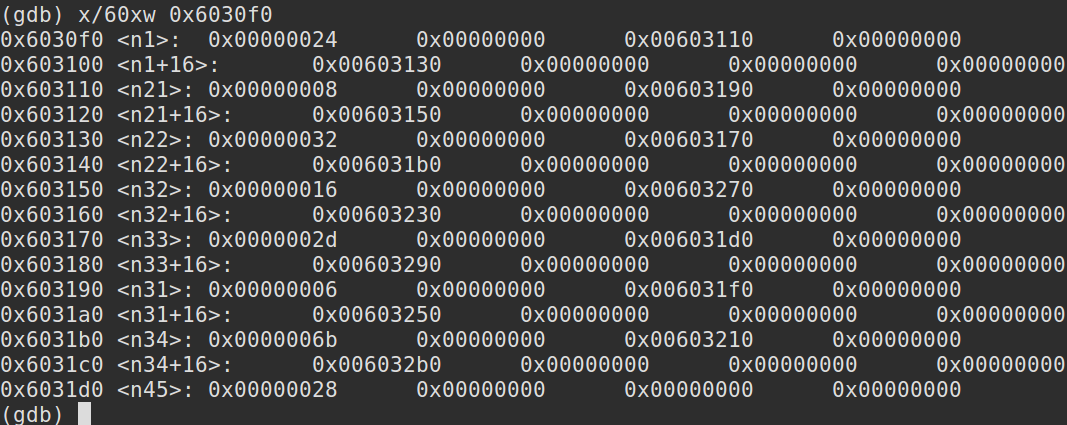 (gdb) x/60xw 0x6030f0
0x6030f0 <n1>:  0x00000024      0x00000000      0x00603110      0x00000000
0x603100 <n1+16>:       0x00603130      0x00000000      0x00000000      0x00000000
0x603110 <n21>: 0x00000008      0x00000000      0x00603190      0x00000000
0x603120 <n21+16>:      0x00603150      0x00000000      0x00000000      0x00000000
0x603130 <n22>: 0x00000032      0x00000000      0x00603170      0x00000000
0x603140 <n22+16>:      0x006031b0      0x00000000      0x00000000      0x00000000
0x603150 <n32>: 0x00000016      0x00000000      0x00603270      0x00000000
0x603160 <n32+16>:      0x00603230      0x00000000      0x00000000      0x00000000
0x603170 <n33>: 0x0000002d      0x00000000      0x006031d0      0x00000000
0x603180 <n33+16>:      0x00603290      0x00000000      0x00000000      0x00000000
0x603190 <n31>: 0x00000006      0x00000000      0x006031f0      0x00000000
0x6031a0 <n31+16>:      0x00603250      0x00000000      0x00000000      0x00000000
0x6031b0 <n34>: 0x0000006b      0x00000000      0x00603210      0x00000000
0x6031c0 <n34+16>:      0x006032b0      0x00000000      0x00000000      0x00000000
0x6031d0 <n45>: 0x00000028      0x00000000      0x00000000      0x00000000
(gdb)